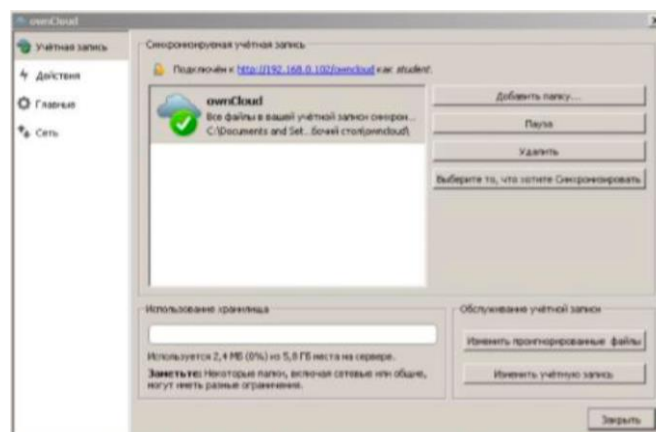 ownCloud
Учётная запись
Действия
Главные
Сеть
Синхронизируемая учётная запись
Подключён к http://192.168.0.102/owncloud как student.
ownCloud
Все файлы в вашей учётной записи синхрон...
C:\Documents and Set...бочий стол\owncloud\
Добавить папку...
Пауза
Удалить
Выберите то, что хотите Синхронизировать
Использование хранилища
Используется 2,4 МБ (0%) из 5,8 ГБ места на сервере.
Заметьте: Некоторые папки, включая сетевые или общие,
могут иметь разные ограничения.
Обслуживание учётной записи
Изменить проигнорированные файлы
Изменить учётную запись
Закрыть